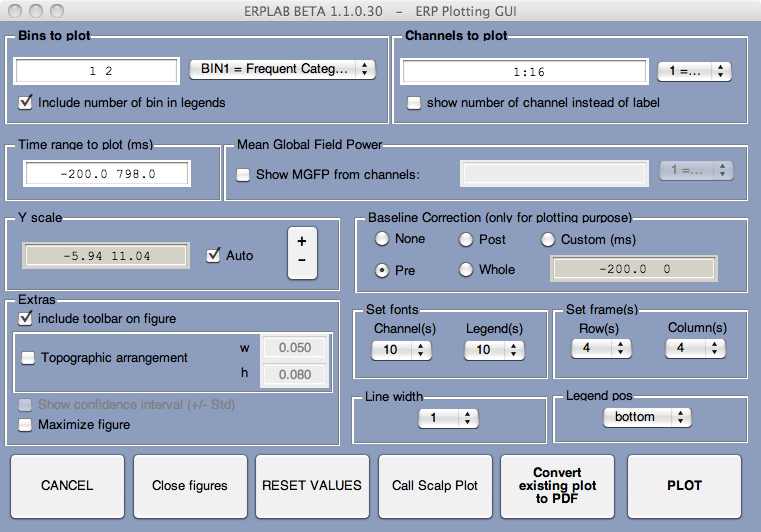 ERPLAB BETA 1.1.0.30 - ERP Plotting GUI
Bins to plot
1 2
BIN1 = Frequent Categ...
Include number of bin in legends
Channels to plot
1:16
1 =...
show number of channel instead of label
Time range to plot (ms)
-200.0 798.0
Mean Global Field Power
Show MGFP from channels:
1 =...
Y scale
-5.94 11.04
Auto
+
-
Baseline Correction (only for plotting purpose)
None
Post
Custom (ms)
Pre
Whole
-200.0 0
Extras
include toolbar on figure
Topographic arrangement
w
0.050
h
0.080
Show confidence interval (+/- Std)
Maximize figure
Set fonts
Channel(s)
Legend(s)
10
10
Set frame(s)
Row(s)
Column(s)
4
4
Line width
1
Legend pos
bottom
CANCEL
Close figures
RESET VALUES
Call Scalp Plot
Convert
existing plot
to PDF
PLOT